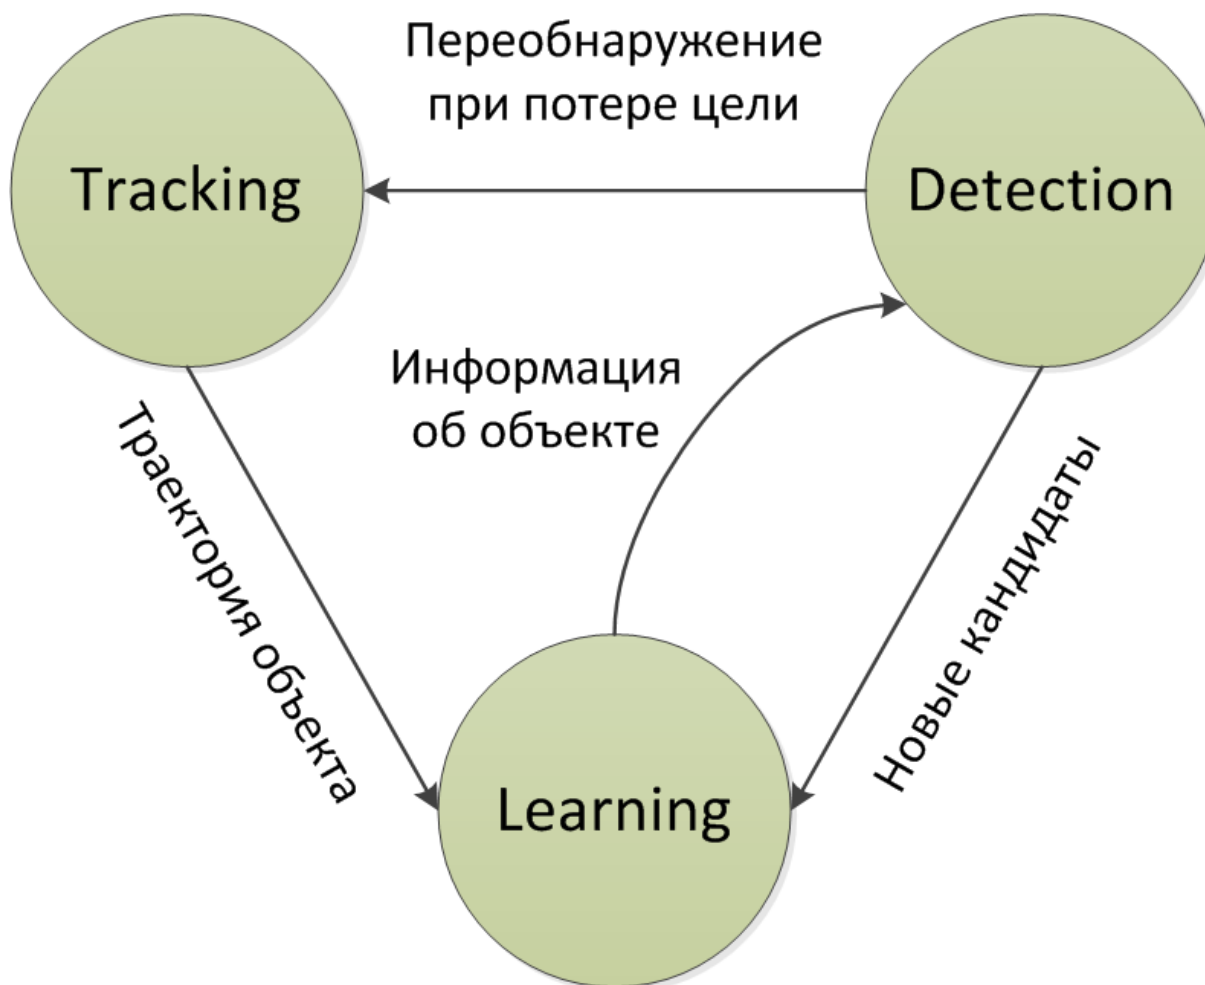 Переобнаружение
при потере цели
Tracking
Detection
Информация
об объекте
Траектория объекта
Новые кандидаты
Learning